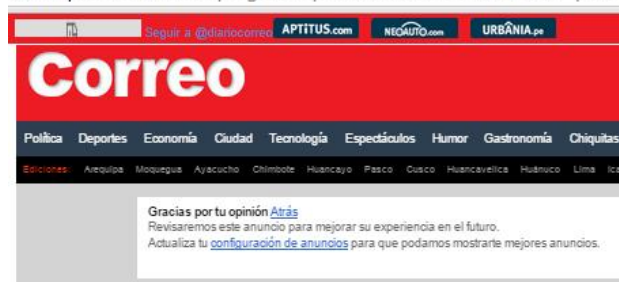 Seguir a @diariocorreo APTiTUS.com NEOAUTO.com URBÂNIA.pe
Correo
Política Deportes Economía Ciudad Tecnología Espectáculos Humor Gastronomía Chiquitas
Ediciones: Arequipa Moquegua Ayacucho Chimbote Huancayo Pasco Cusco Huancavelica Huánuco Lima Ica
Gracias por tu opinión Atrás
Revisaremos este anuncio para mejorar su experiencia en el futuro.
Actualiza tu configuración de anuncios para que podamos mostrarte mejores anuncios.